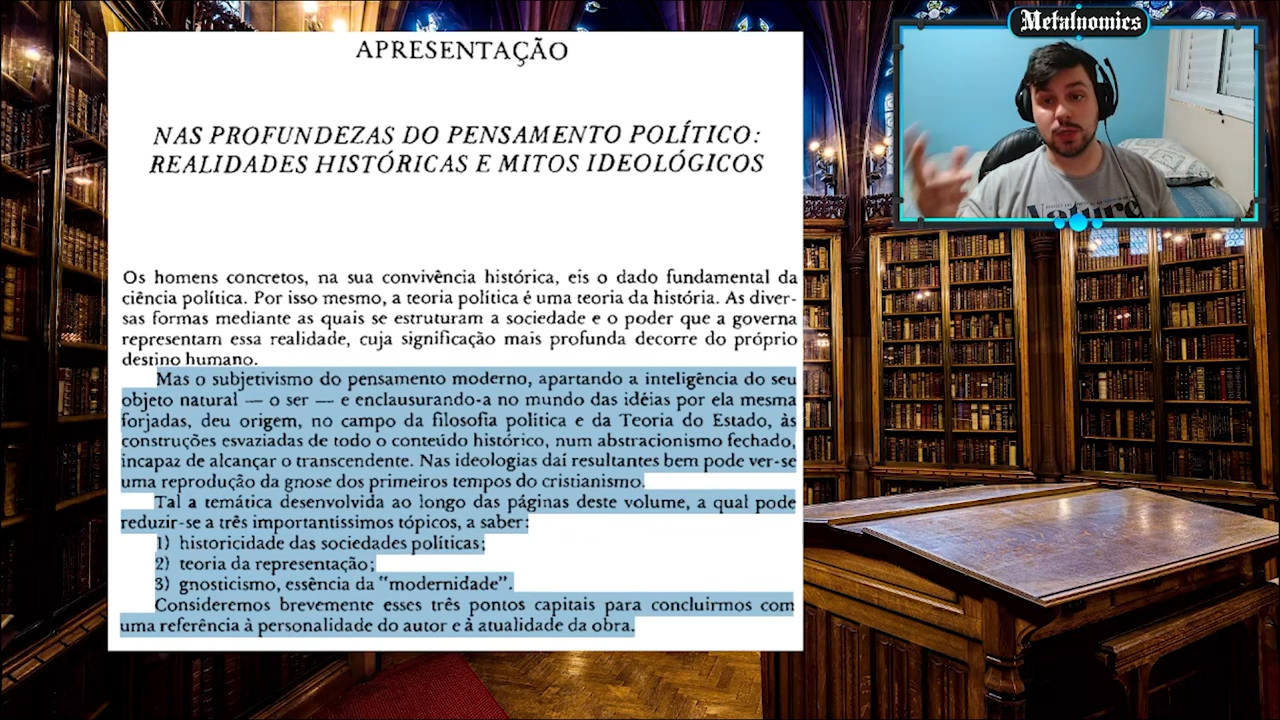 APRESENTAÇÃO
Metalnomics
NAS PROFUNDEZAS DO PENSAMENTO POLÍTICO:
REALIDADES HISTÓRICAS E MITOS IDEOLÓGICOS
Os homens concretos, na sua convivência histórica, eis o dado fundamental da
ciência política. Por isso mesmo, a teoria política é uma teoria da história. As diver-
sas formas mediante as quais se estruturam a sociedade e o poder que a governa
representam essa realidade, cuja significação mais profunda decorre do próprio
destino humano.
Mas o subjetivismo do pensamento moderno, apartando a inteligência do seu
objeto natural — o ser — e enclausurando-a no mundo das idéias por ela mesma
forjadas, deu origem, no campo da filosofia política e da Teoria do Estado, às
construções esvaziadas de todo o conteúdo histórico, num abstracionismo fechado,
incapaz de alcançar o transcendente. Nas ideologias daí resultantes bem pode ver-se
uma reprodução da gnose dos primeiros tempos do cristianismo.
Tal a temática desenvolvida ao longo das páginas deste volume, a qual pode
reduzir-se a três importantíssimos tópicos, a saber:
1) historicidade das sociedades políticas;
2) teoria da representação;
3) gnosticismo, essência da "modernidade".
Consideremos brevemente esses três pontos capitais para concluirmos com
uma referência à personalidade do autor e à atualidade da obra.
Nature